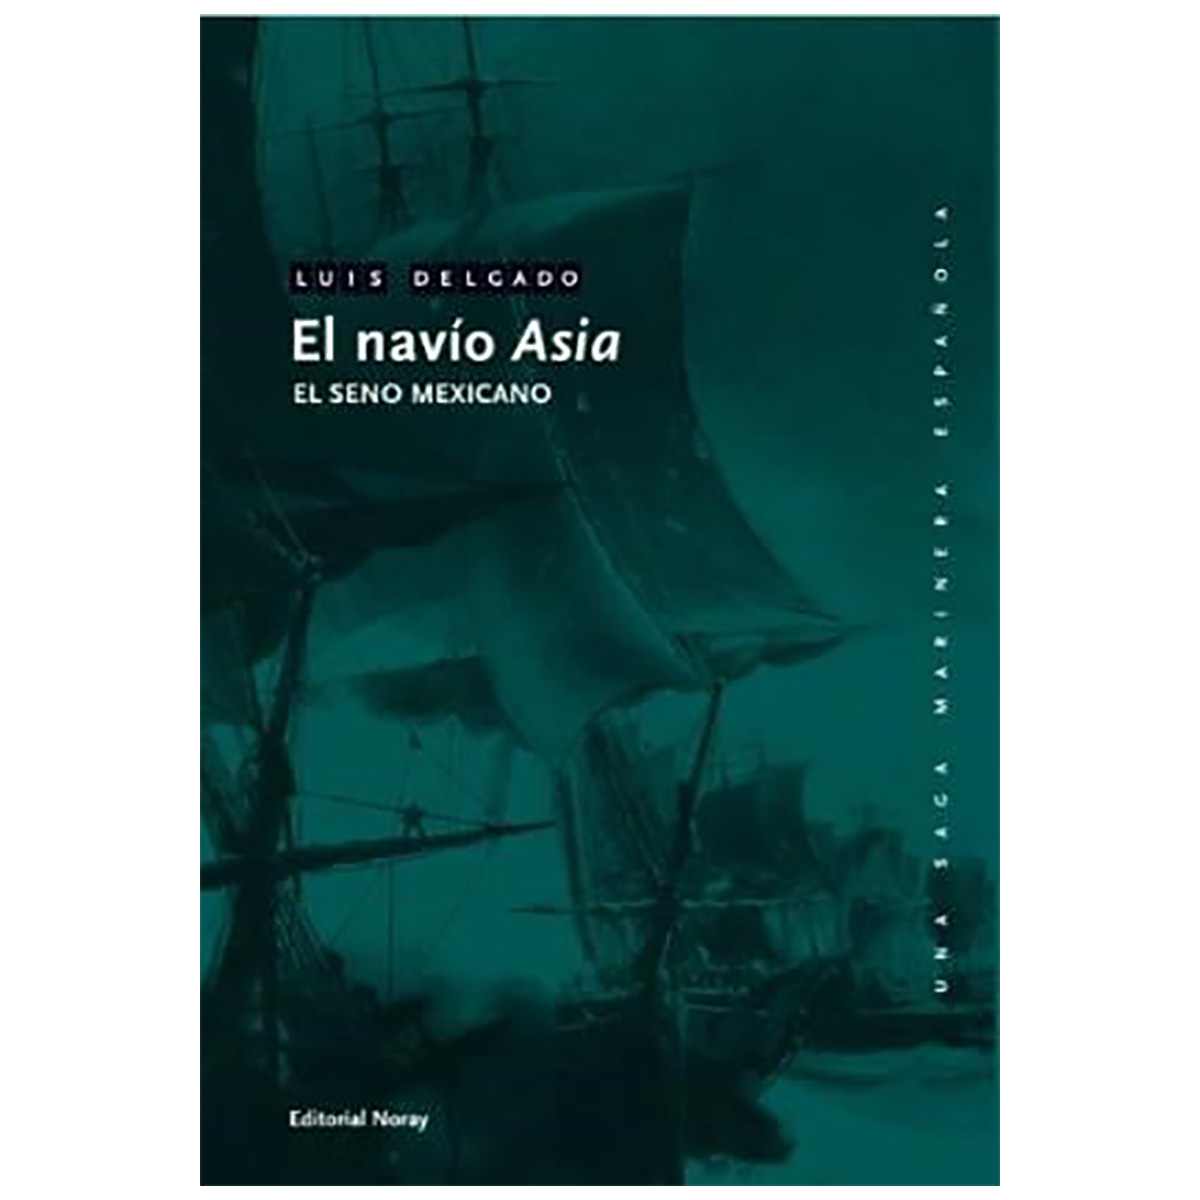 LUIS DELGADO
El navío Asia
EL SENO MEXICANO
UNA SAGA MARINERA ESPAÑOLA
Editorial Noray